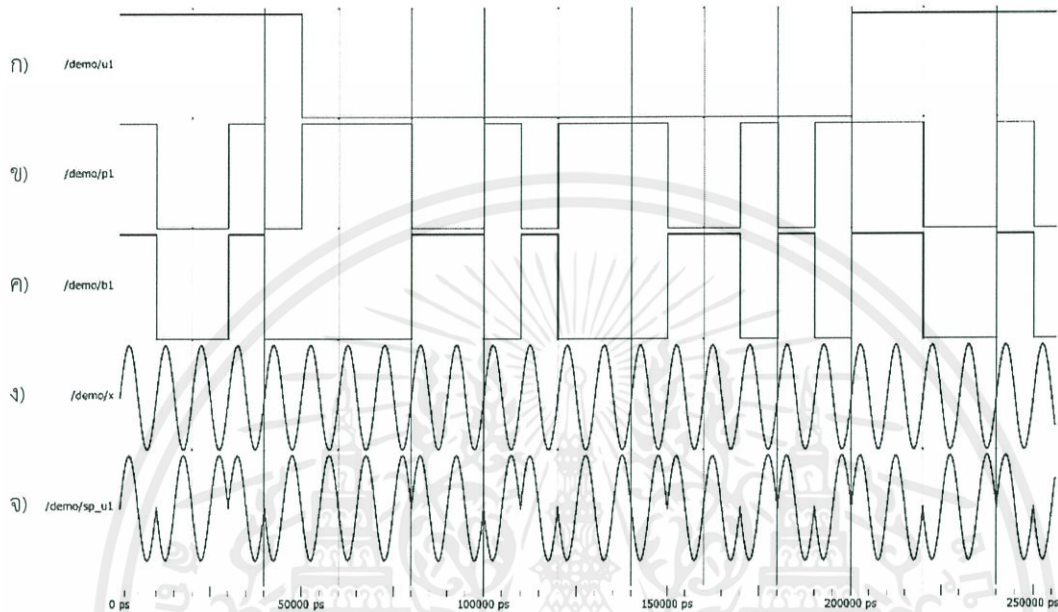 ก) /demo/u1
ข) /demo/p1
ค) /demo/b1
ง) /demo/x
จ) /demo/sp_u1
0 ps 50000 ps 100000 ps 150000 ps 200000 ps 250000 ps